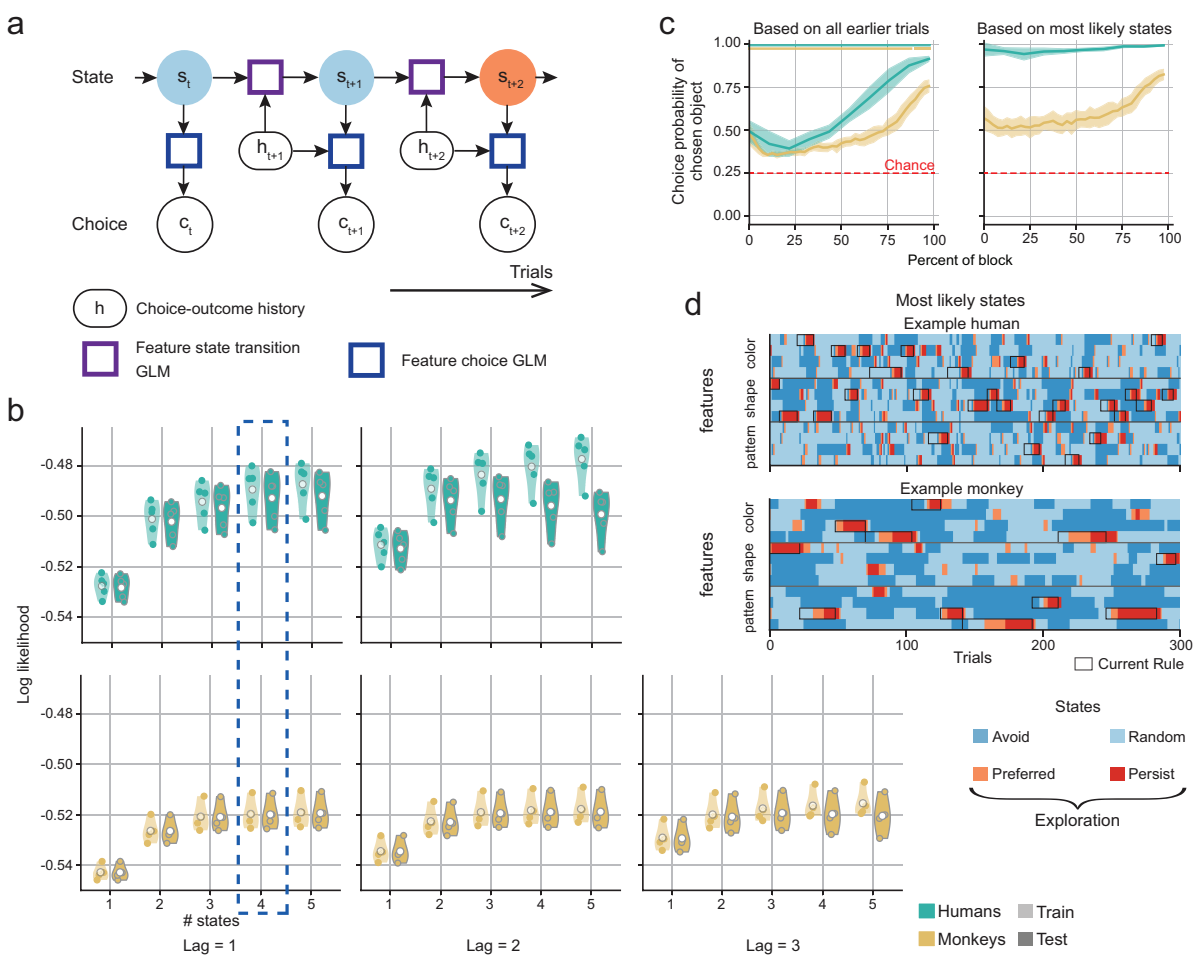 a
State
s_t
s_t+1
s_t+2
h_t+1
h_t+2
Choice
c_t
c_t+1
c_t+2
Trials
h
Choice-outcome history
Feature state transition
GLM
Feature choice GLM
b
Log likelihood
-0.48
-0.50
-0.52
-0.54
-0.48
-0.50
-0.52
-0.54
1 2 3 4 5
1 2 3 4 5
1 2 3 4 5
# states
Lag = 1
Lag = 2
Lag = 3
c
Based on all earlier trials
Based on most likely states
Choice probability of
chosen object
1.00
0.75
0.50
0.25
0.00
Chance
0 25 50 75 100
0 25 50 75 100
Percent of block
d
Most likely states
Example human
features
color
shape
pattern
0 100 200 300
Example monkey
features
color
shape
pattern
0 100 200 300
Trials
Current Rule
States
Avoid
Random
Preferred
Persist
Exploration
Humans
Train
Monkeys
Test